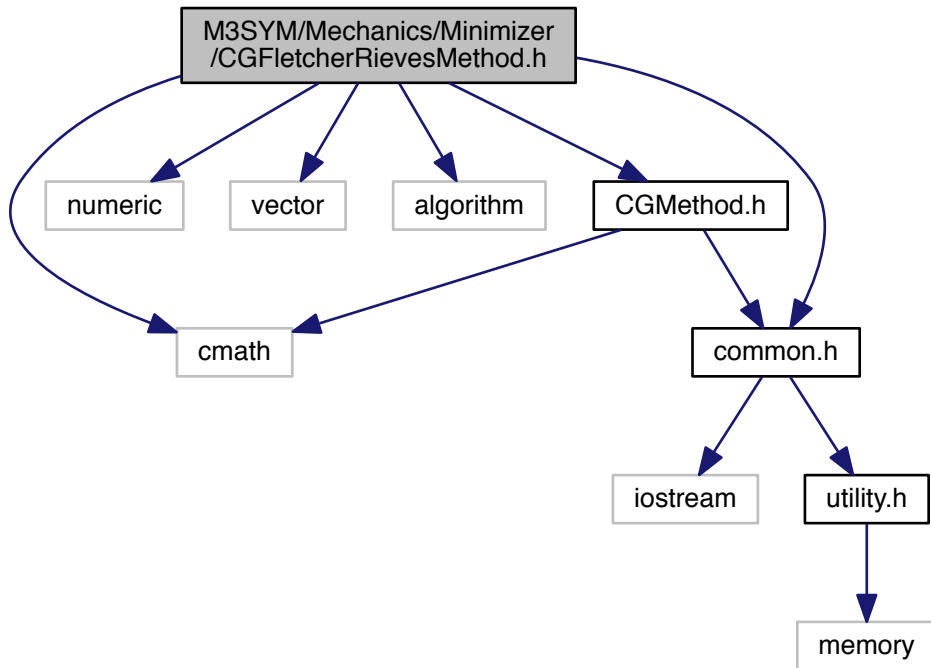 M3SYM/Mechanics/Minimizer
/CGFletcherRievesMethod.h
numeric
vector
algorithm
CGMethod.h
cmath
common.h
iostream
utility.h
memory